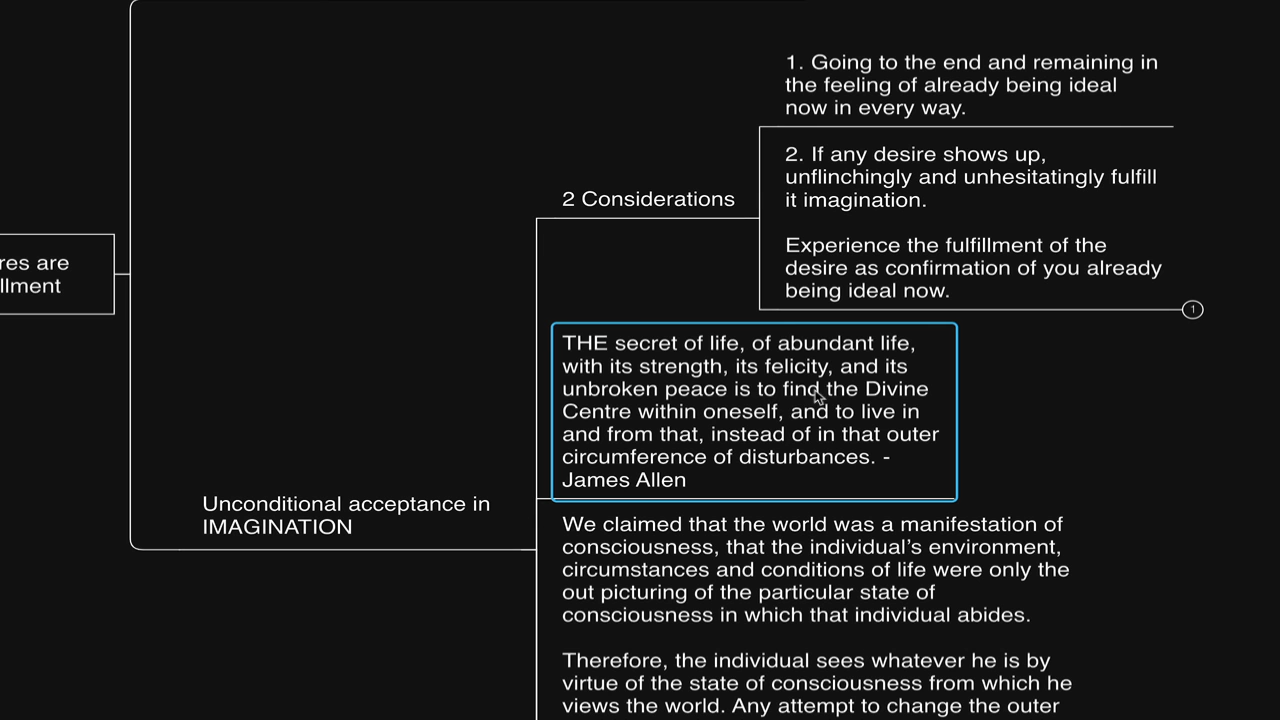 1. Going to the end and remaining in
the feeling of already being ideal
now in every way.
2. If any desire shows up,
unflinchingly and unhesitatingly fulfill
it imagination.
2 Considerations
res are
llment
Experience the fulfillment of the
desire as confirmation of you already
being ideal now.
1
THE secret of life, of abundant life,
with its strength, its felicity, and its
unbroken peace is to find the Divine
Centre within oneself, and to live in
and from that, instead of in that outer
circumference of disturbances. -
James Allen
Unconditional acceptance in
IMAGINATION
We claimed that the world was a manifestation of
consciousness, that the individual’s environment,
circumstances and conditions of life were only the
out picturing of the particular state of
consciousness in which that individual abides.
Therefore, the individual sees whatever he is by
virtue of the state of consciousness from which he
views the world. Any attempt to change the outer